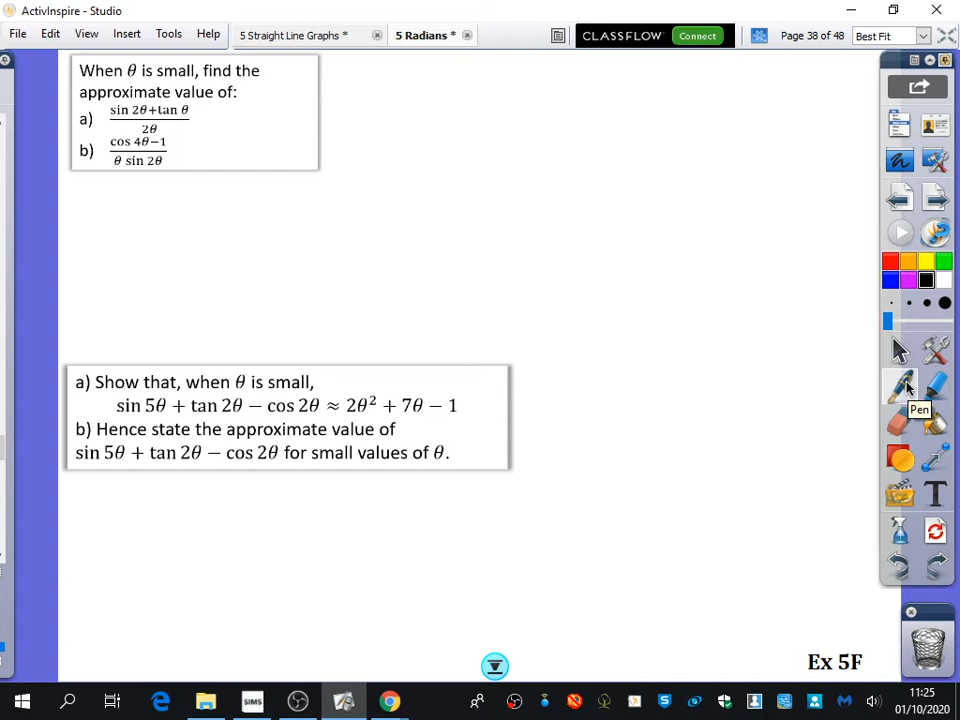 ActivInspire - Studio
File Edit View Insert Tools Help
5 Straight Line Graphs *
5 Radians *
CLASSFLOW Connect
Page 38 of 48
Best Fit
When θ is small, find the
approximate value of:
a) (sin 2θ+tan θ)/(2θ)
b) (cos 4θ−1)/(θ sin 2θ)
a) Show that, when θ is small,
sin 5θ + tan 2θ − cos 2θ ≈ 2θ² + 7θ − 1
b) Hence state the approximate value of
sin 5θ + tan 2θ − cos 2θ for small values of θ.
Pen
T
Ex 5F
SIMS
11:25
01/10/2020